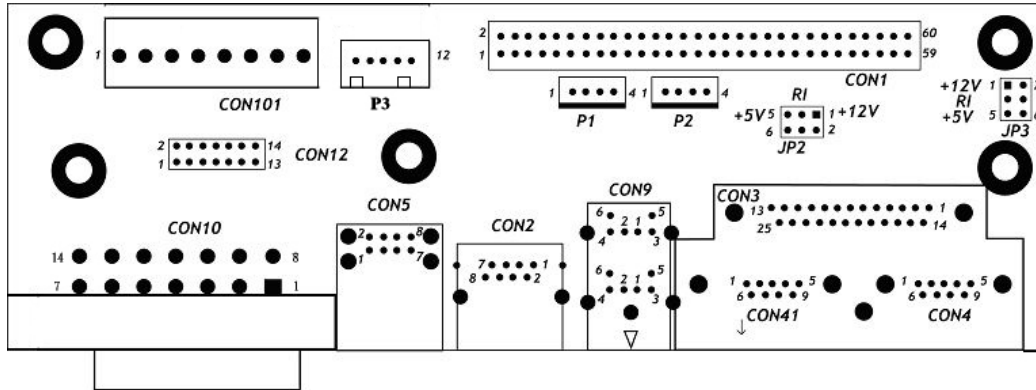 1
CON101
12
P3
2 60
1 59
CON1
1 4
P1
1 4
P2
RI
+5V 5 1 +12V
6 2
JP2
+12V 1
RI
+5V 5
JP3
2 14
1 13
CON12
CON10
14 8
7 1
CON5
2 8
1 7
CON2
7 1
8 2
CON9
6 2 1 5
4 3
6 2 1 5
4 3
CON3
13 1
25 14
1 5
6 9
CON41
1 5
6 9
CON4